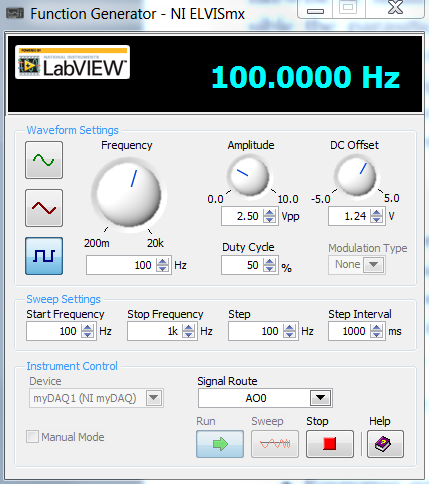 Function Generator - NI ELVISmx
POWERED BY
NATIONAL INSTRUMENTS
LabVIEW™
100.0000 Hz
Waveform Settings
Frequency
Amplitude
DC Offset
200m 20k
0.0 10.0
-5.0 5.0
100 Hz
2.50 Vpp
1.24 V
Duty Cycle
50 %
Modulation Type
None
Sweep Settings
Start Frequency Stop Frequency Step Step Interval
100 Hz 1k Hz 100 Hz 1000 ms
Instrument Control
Device
myDAQ1 (NI myDAQ)
Signal Route
AO0
Manual Mode
Run Sweep Stop Help